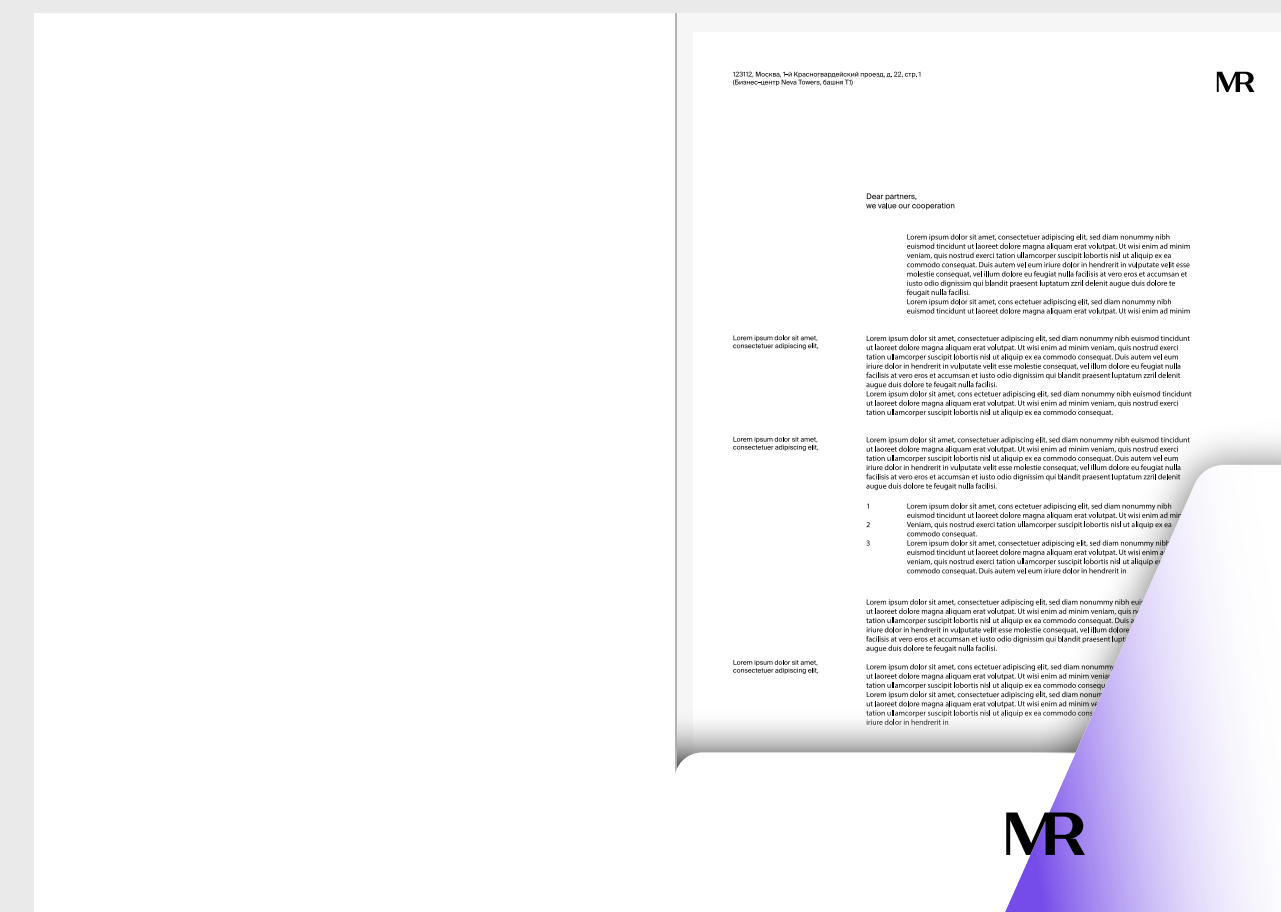 123112, Москва, 1-й Красногвардейский проезд, д. 22, стр. 1
(Бизнес-центр Neva Towers, башня Т1)
MR
Dear partners,
we value our cooperation
Lorem ipsum dolor sit amet, consectetuer adipiscing elit, sed diam nonummy nibh
euismod tincidunt ut laoreet dolore magna aliquam erat volutpat. Ut wisi enim ad minim
veniam, quis nostrud exerci tation ullamcorper suscipit lobortis nisl ut aliquip ex ea
commodo consequat. Duis autem vel eum iriure dolor in hendrerit in vulputate velit esse
molestie consequat, vel illum dolore eu feugiat nulla facilisis at vero eros et accumsan et
iusto odio dignissim qui blandit praesent luptatum zzril delenit augue duis dolore te
feugait nulla facilisi.
Lorem ipsum dolor sit amet, cons ectetuer adipiscing elit, sed diam nonummy nibh
euismod tincidunt ut laoreet dolore magna aliquam erat volutpat. Ut wisi enim ad minim
Lorem ipsum dolor sit amet,
consectetuer adipiscing elit,
Lorem ipsum dolor sit amet, consectetuer adipiscing elit, sed diam nonummy nibh euismod tincidunt
ut laoreet dolore magna aliquam erat volutpat. Ut wisi enim ad minim veniam, quis nostrud exerci
tation ullamcorper suscipit lobortis nisl ut aliquip ex ea commodo consequat. Duis autem vel eum
iriure dolor in hendrerit in vulputate velit esse molestie consequat, vel illum dolore eu feugiat nulla
facilisis at vero eros et accumsan et iusto odio dignissim qui blandit praesent luptatum zzril delenit
augue duis dolore te feugait nulla facilisi.
Lorem ipsum dolor sit amet, consectetuer adipiscing elit, sed diam nonummy nibh euismod tincidunt
ut laoreet dolore magna aliquam erat volutpat. Ut wisi enim ad minim veniam, quis nostrud exerci
tation ullamcorper suscipit lobortis nisl ut aliquip ex ea commodo consequat.
Lorem ipsum dolor sit amet,
consectetuer adipiscing elit,
Lorem ipsum dolor sit amet, consectetuer adipiscing elit, sed diam nonummy nibh euismod tincidunt
ut laoreet dolore magna aliquam erat volutpat. Ut wisi enim ad minim veniam, quis nostrud exerci
tation ullamcorper suscipit lobortis nisl ut aliquip ex ea commodo consequat. Duis autem vel eum
iriure dolor in hendrerit in vulputate velit esse molestie consequat, vel illum dolore eu feugiat nulla
facilisis at vero eros et accumsan et iusto odio dignissim qui blandit praesent luptatum zzril delenit
augue duis dolore te feugait nulla facilisi.
1 Lorem ipsum dolor sit amet, cons ectetuer adipiscing elit, sed diam nonummy nibh
euismod tincidunt ut laoreet dolore magna aliquam erat volutpat. Ut wisi enim ad
2 Veniam, quis nostrud exerci tation ullamcorper suscipit lobortis nisl ut aliquip ex ea
commodo consequat.
3 Lorem ipsum dolor sit amet, consectetuer adipiscing elit, sed diam nonummy
euismod tincidunt ut laoreet dolore magna aliquam erat volutpat. Ut wisi enim
veniam, quis nostrud exerci tation ullamcorper suscipit lobortis nisl ut aliquip
commodo consequat. Duis autem vel eum iriure dolor in hendrerit in
Lorem ipsum dolor sit amet, consectetuer adipiscing elit, sed diam nonummy nibh
ut laoreet dolore magna aliquam erat volutpat. Ut wisi enim ad minim veniam, quis
tation ullamcorper suscipit lobortis nisl ut aliquip ex ea commodo consequat. Duis
iriure dolor in hendrerit in vulputate velit esse molestie consequat, vel illum dolore
facilisis at vero eros et accumsan et iusto odio dignissim qui blandit praesent
augue duis dolore te feugait nulla facilisi.
Lorem ipsum dolor sit amet,
consectetuer adipiscing elit,
Lorem ipsum dolor sit amet, cons ectetuer adipiscing elit, sed diam nonummy
ut laoreet dolore magna aliquam erat volutpat. Ut wisi enim ad minim
tation ullamcorper suscipit lobortis nisl ut aliquip ex ea commodo
Lorem ipsum dolor sit amet, consectetuer adipiscing elit, sed diam
ut laoreet dolore magna aliquam erat volutpat. Ut wisi enim ad minim
tation ullamcorper suscipit lobortis nisl ut aliquip ex ea commodo
iriure dolor in hendrerit in
MR